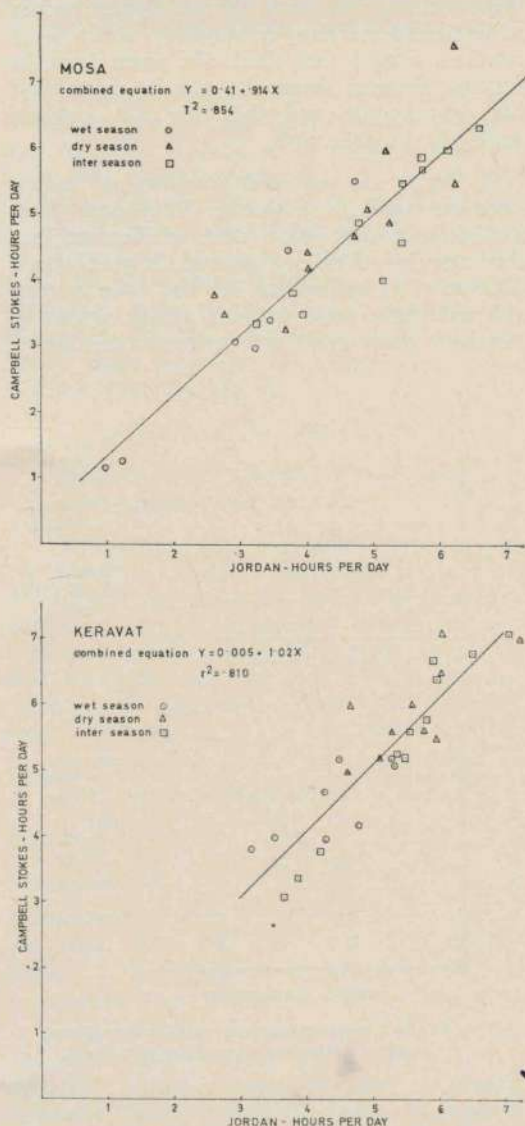 MOSA
combined equation Y = 0·41 + ·914 X
r² = ·854
wet season
dry season
inter season
CAMPBELL STOKES - HOURS PER DAY
7
6
5
4
3
2
1
1
2
3
4
5
6
7
JORDAN - HOURS PER DAY
KERAVAT
combined equation Y = 0·005 + 1·02X
r² = ·810
wet season
dry season
inter season
CAMPBELL STOKES - HOURS PER DAY
7
6
5
4
3
2
1
1
2
3
4
5
6
7
JORDAN - HOURS PER DAY